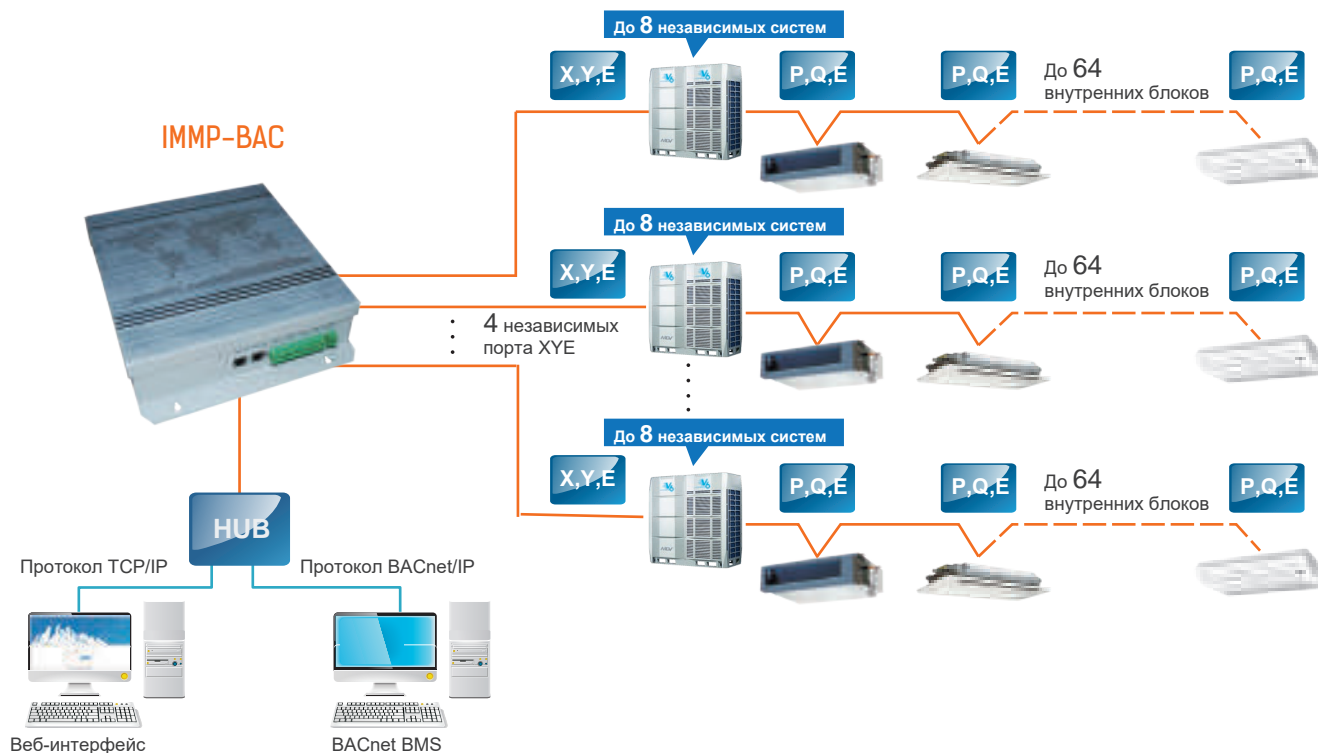 До 8 независимых систем
X,Y,E
P,Q,E
P,Q,E
До 64
внутренних блоков
P,Q,E
IMMP-BAC
До 8 независимых систем
X,Y,E
P,Q,E
P,Q,E
До 64
внутренних блоков
P,Q,E
4 независимых
порта XYE
До 8 независимых систем
X,Y,E
P,Q,E
P,Q,E
До 64
внутренних блоков
P,Q,E
HUB
Протокол TCP/IP
Протокол BACnet/IP
Веб-интерфейс
BACnet BMS